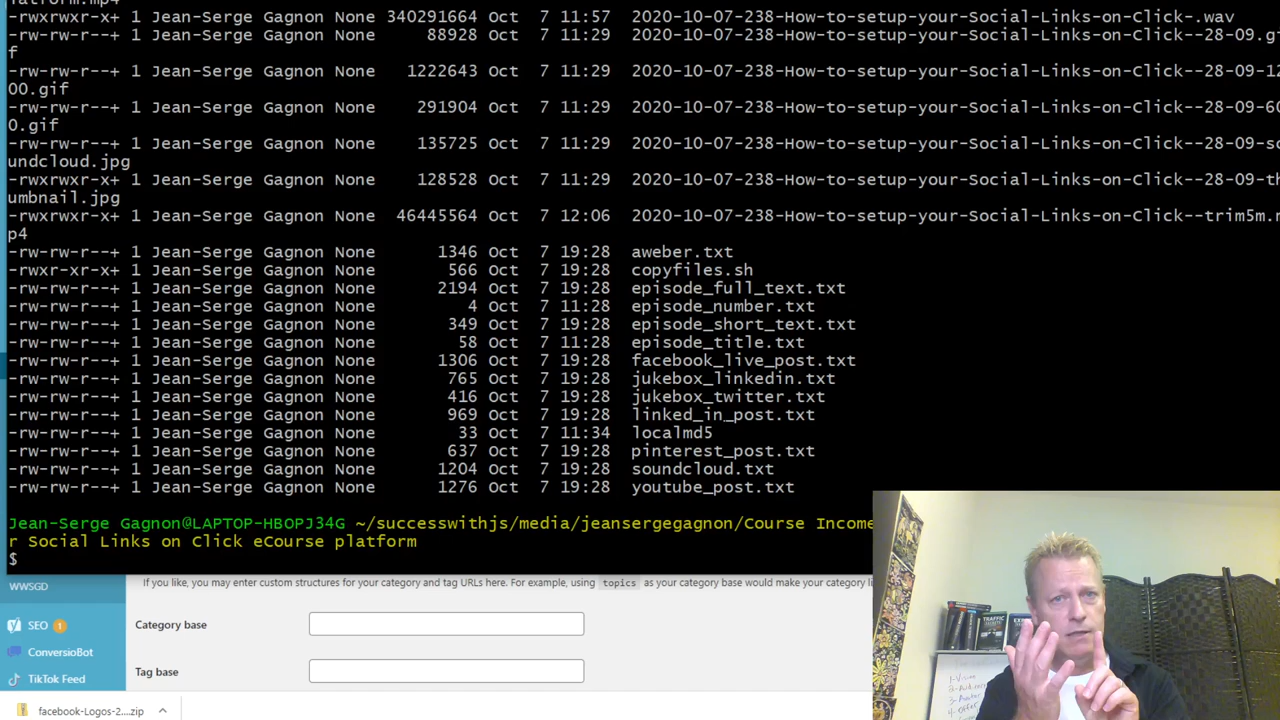 -rwxrwxr-x+ 1 Jean-Serge Gagnon None 340291664 Oct 7 11:57 2020-10-07-238-How-to-setup-your-Social-Links-on-Click-.wav
-rw-rw-r--+ 1 Jean-Serge Gagnon None 88928 Oct 7 11:29 2020-10-07-238-How-to-setup-your-Social-Links-on-Click--28-09.gi
f
-rw-rw-r--+ 1 Jean-Serge Gagnon None 1222643 Oct 7 11:29 2020-10-07-238-How-to-setup-your-Social-Links-on-Click--28-09-12
00.gif
-rw-rw-r--+ 1 Jean-Serge Gagnon None 291904 Oct 7 11:29 2020-10-07-238-How-to-setup-your-Social-Links-on-Click--28-09-60
0.gif
-rw-rw-r--+ 1 Jean-Serge Gagnon None 135725 Oct 7 11:29 2020-10-07-238-How-to-setup-your-Social-Links-on-Click--28-09-so
undcloud.jpg
-rwxrwxr-x+ 1 Jean-Serge Gagnon None 128528 Oct 7 11:29 2020-10-07-238-How-to-setup-your-Social-Links-on-Click--28-09-th
umbnail.jpg
-rwxrwxr-x+ 1 Jean-Serge Gagnon None 46445564 Oct 7 12:06 2020-10-07-238-How-to-setup-your-Social-Links-on-Click--trim5m.m
p4
-rw-rw-r--+ 1 Jean-Serge Gagnon None 1346 Oct 7 19:28 aweber.txt
-rwxr-xr-x+ 1 Jean-Serge Gagnon None 566 Oct 7 19:28 copyfiles.sh
-rw-rw-r--+ 1 Jean-Serge Gagnon None 2194 Oct 7 19:28 episode_full_text.txt
-rw-rw-r--+ 1 Jean-Serge Gagnon None 4 Oct 7 11:28 episode_number.txt
-rw-rw-r--+ 1 Jean-Serge Gagnon None 349 Oct 7 19:28 episode_short_text.txt
-rw-rw-r--+ 1 Jean-Serge Gagnon None 58 Oct 7 11:28 episode_title.txt
-rw-rw-r--+ 1 Jean-Serge Gagnon None 1306 Oct 7 19:28 facebook_live_post.txt
-rw-rw-r--+ 1 Jean-Serge Gagnon None 765 Oct 7 19:28 jukebox_linkedin.txt
-rw-rw-r--+ 1 Jean-Serge Gagnon None 416 Oct 7 19:28 jukebox_twitter.txt
-rw-rw-r--+ 1 Jean-Serge Gagnon None 969 Oct 7 19:28 linked_in_post.txt
-rw-rw-r--+ 1 Jean-Serge Gagnon None 33 Oct 7 11:34 localmd5
-rw-rw-r--+ 1 Jean-Serge Gagnon None 637 Oct 7 19:28 pinterest_post.txt
-rw-rw-r--+ 1 Jean-Serge Gagnon None 1204 Oct 7 19:28 soundcloud.txt
-rw-rw-r--+ 1 Jean-Serge Gagnon None 1276 Oct 7 19:28 youtube_post.txt
Jean-Serge Gagnon@LAPTOP-HBOPJ34G ~/successwithjs/media/jeansergegagnon/Course Income
r Social Links on Click eCourse platform
$
WWSGD
If you like, you may enter custom structures for your category and tag URLs here. For example, using topics as your category base would make your category li
SEO 1
Category base
ConversioBot
TikTok Feed
Tag base
facebook-Logos-2....zip
TRAFFIC